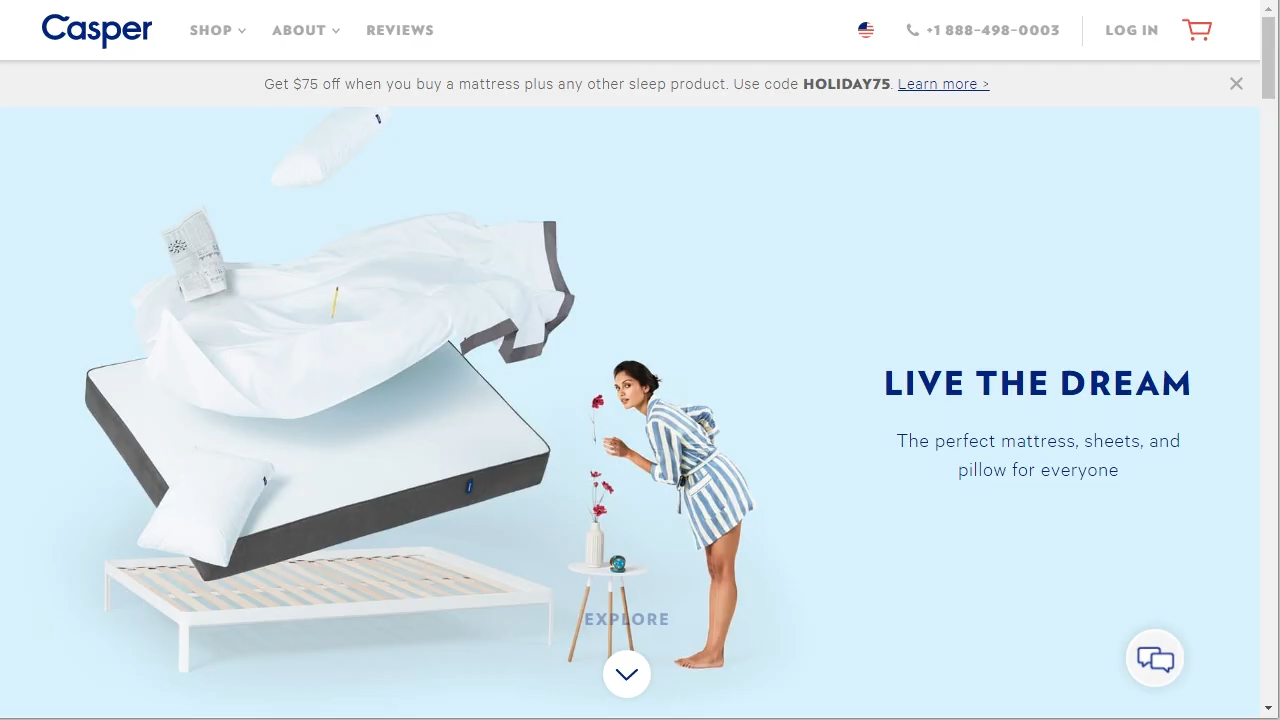 Casper
SHOP ABOUT REVIEWS +1 888-498-0003 LOG IN
Get $75 off when you buy a mattress plus any other sleep product. Use code HOLIDAY75. Learn more >
LIVE THE DREAM
The perfect mattress, sheets, and
pillow for everyone
EXPLORE